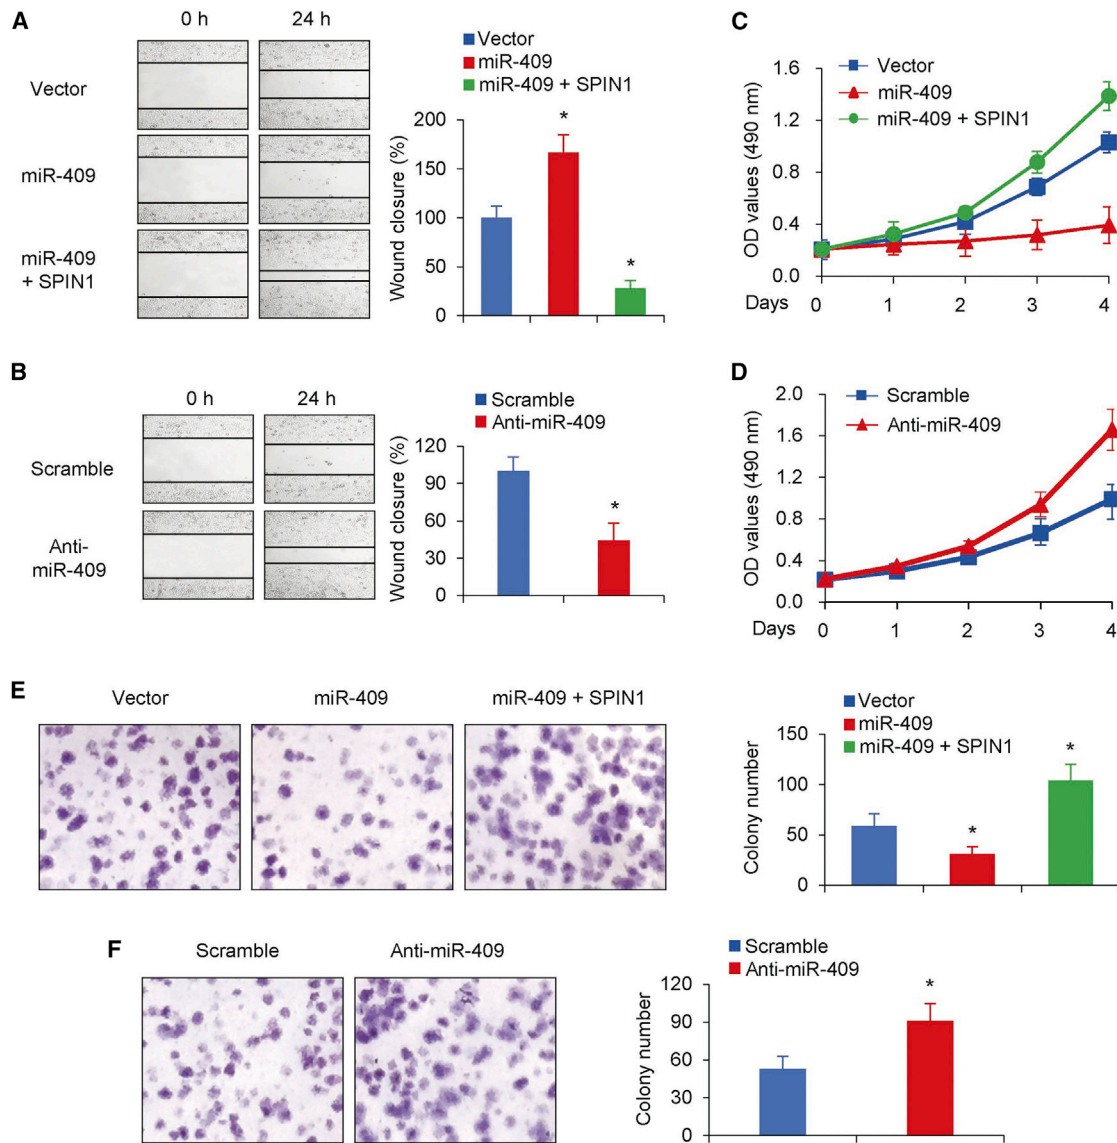 A
0 h
24 h
Vector
miR-409
miR-409
+ SPIN1
Vector
miR-409
miR-409 + SPIN1
Wound closure (%)
200
150
100
50
0
*
*
C
Vector
miR-409
miR-409 + SPIN1
OD values (490 nm)
1.6
1.2
0.8
0.4
0.0
Days
0
1
2
3
4
B
0 h
24 h
Scramble
Anti-
miR-409
Scramble
Anti-miR-409
Wound closure (%)
120
90
60
30
0
*
D
Scramble
Anti-miR-409
OD values (490 nm)
2.0
1.6
1.2
0.8
0.4
0.0
Days
0
1
2
3
4
E
Vector
miR-409
miR-409 + SPIN1
Vector
miR-409
miR-409 + SPIN1
Colony number
150
100
50
0
*
*
F
Scramble
Anti-miR-409
Scramble
Anti-miR-409
Colony number
120
90
60
30
0
*